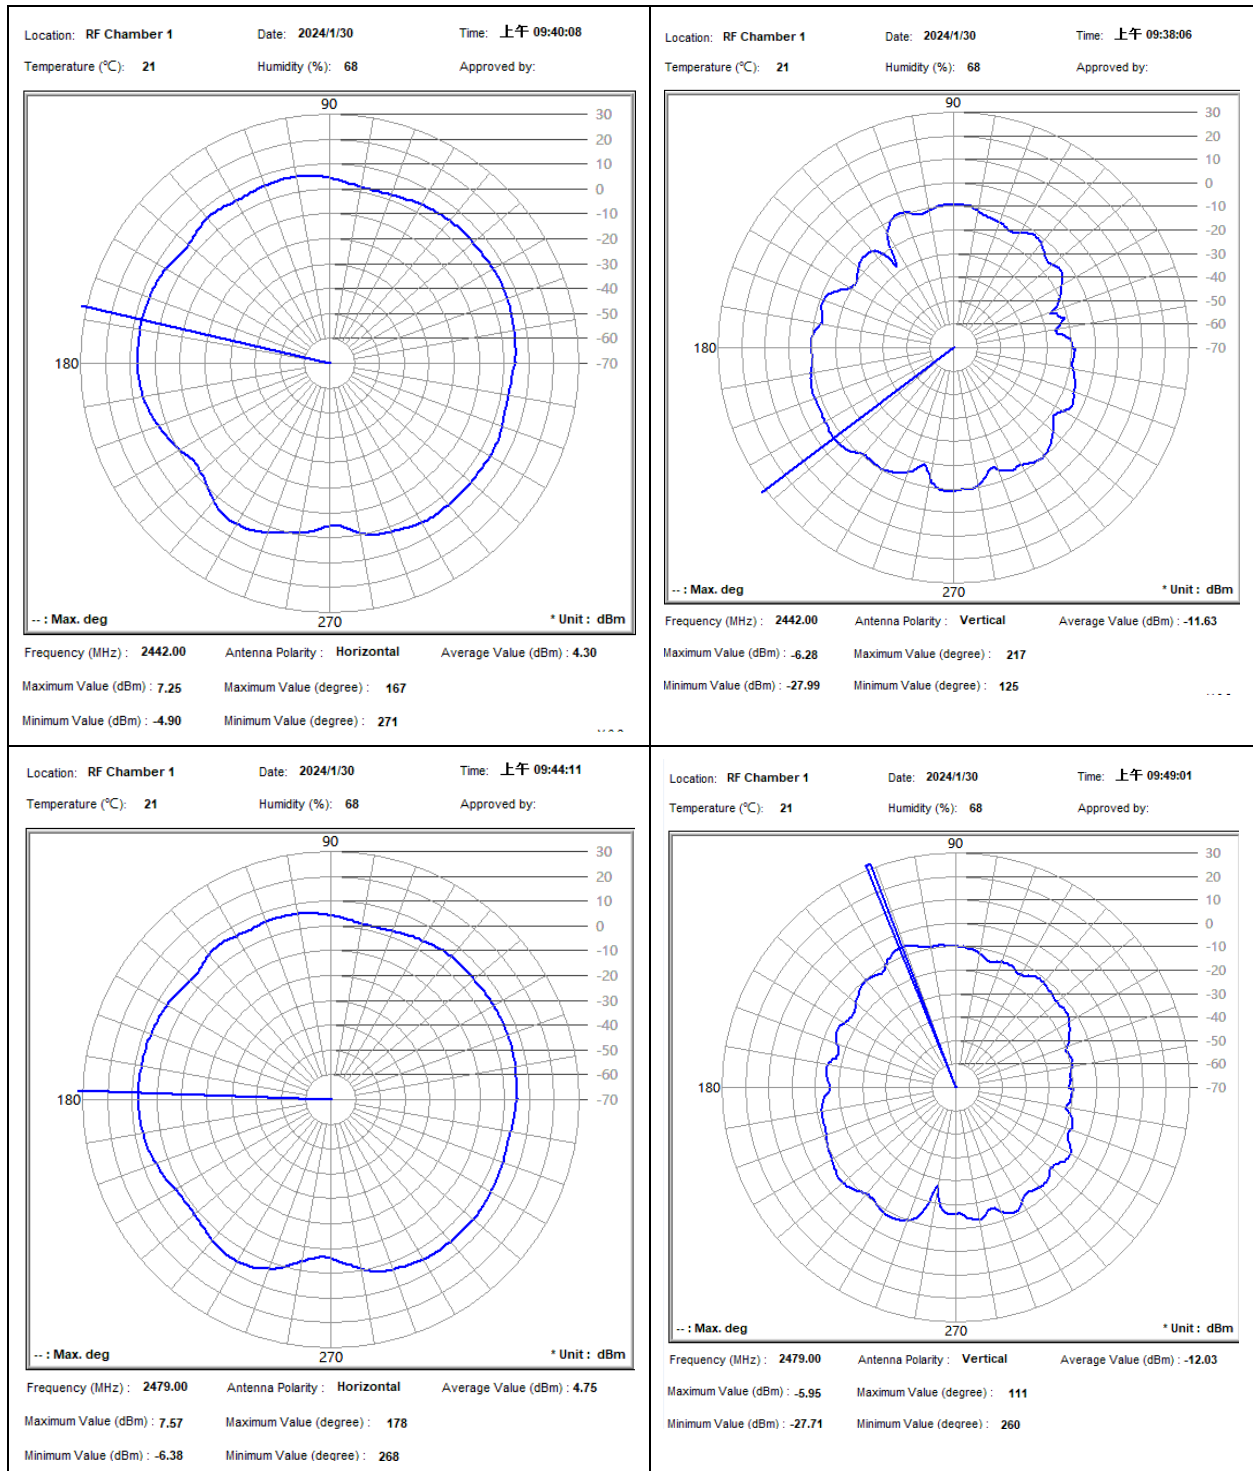 Location: RF Chamber 1 Date: 2024/1/30 Time: 上午 09:40:08
Temperature (℃): 21 Humidity (%): 68 Approved by:
90
30
20
10
0
-10
-20
-30
-40
-50
-60
180 -70
-- : Max. deg 270 * Unit : dBm
Frequency (MHz) : 2442.00 Antenna Polarity : Horizontal Average Value (dBm) : 4.30
Maximum Value (dBm) : 7.25 Maximum Value (degree) : 167
Minimum Value (dBm) : -4.90 Minimum Value (degree) : 271
Location: RF Chamber 1 Date: 2024/1/30 Time: 上午 09:38:06
Temperature (℃): 21 Humidity (%): 68 Approved by:
90
30
20
10
0
-10
-20
-30
-40
-50
-60
180 -70
-- : Max. deg 270 * Unit : dBm
Frequency (MHz) : 2442.00 Antenna Polarity : Vertical Average Value (dBm) : -11.63
Maximum Value (dBm) : -6.28 Maximum Value (degree) : 217
Minimum Value (dBm) : -27.99 Minimum Value (degree) : 125
Location: RF Chamber 1 Date: 2024/1/30 Time: 上午 09:44:11
Temperature (℃): 21 Humidity (%): 68 Approved by:
90
30
20
10
0
-10
-20
-30
-40
-50
-60
180 -70
-- : Max. deg 270 * Unit : dBm
Frequency (MHz) : 2479.00 Antenna Polarity : Horizontal Average Value (dBm) : 4.75
Maximum Value (dBm) : 7.57 Maximum Value (degree) : 178
Minimum Value (dBm) : -6.38 Minimum Value (degree) : 268
Location: RF Chamber 1 Date: 2024/1/30 Time: 上午 09:49:01
Temperature (℃): 21 Humidity (%): 68 Approved by:
90
30
20
10
0
-10
-20
-30
-40
-50
-60
180 -70
-- : Max. deg 270 * Unit : dBm
Frequency (MHz) : 2479.00 Antenna Polarity : Vertical Average Value (dBm) : -12.03
Maximum Value (dBm) : -5.95 Maximum Value (degree) : 111
Minimum Value (dBm) : -27.71 Minimum Value (degree) : 260